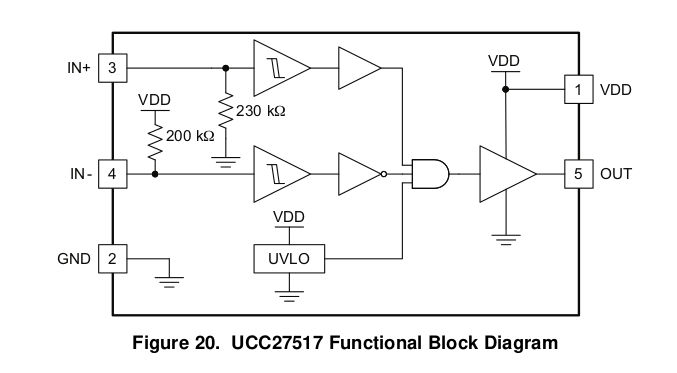 IN+
3
VDD
230 kΩ
VDD
1
VDD
200 kΩ
IN-
4
5
OUT
VDD
GND
2
UVLO
Figure 20. UCC27517 Functional Block Diagram